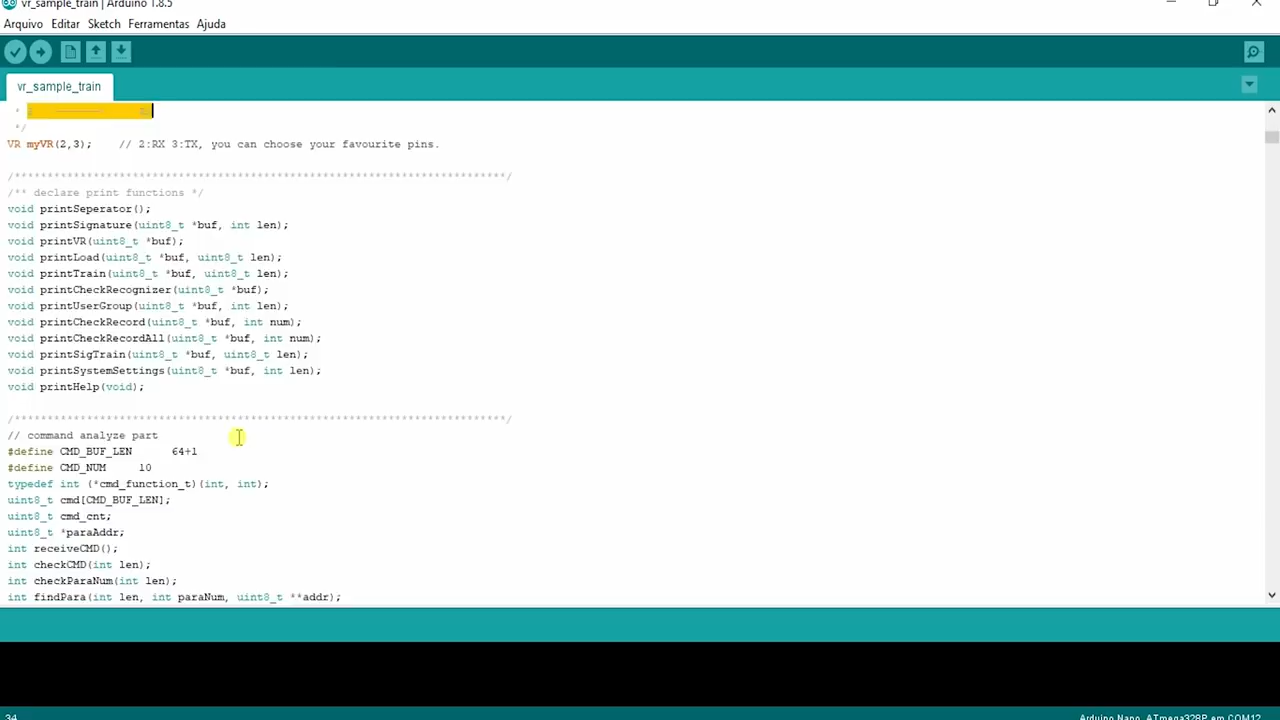 vr_sample_train | Arduino 1.8.5
Arquivo Editar Sketch Ferramentas Ajuda
vr_sample_train
*
*/
VR myVR(2,3);    // 2:RX 3:TX, you can choose your favourite pins.
/***************************************************************************/
/** declare print functions */
void printSeperator();
void printSignature(uint8_t *buf, int len);
void printVR(uint8_t *buf);
void printLoad(uint8_t *buf, uint8_t len);
void printTrain(uint8_t *buf, uint8_t len);
void printCheckRecognizer(uint8_t *buf);
void printUserGroup(uint8_t *buf, int len);
void printCheckRecord(uint8_t *buf, int num);
void printCheckRecordAll(uint8_t *buf, int num);
void printSigTrain(uint8_t *buf, uint8_t len);
void printSystemSettings(uint8_t *buf, int len);
void printHelp(void);
/***************************************************************************/
// command analyze part
#define CMD_BUF_LEN      64+1
#define CMD_NUM     10
typedef int (*cmd_function_t)(int, int);
uint8_t cmd[CMD_BUF_LEN];
uint8_t cmd_cnt;
uint8_t *paraAddr;
int receiveCMD();
int checkCMD(int len);
int checkParaNum(int len);
int findPara(int len, int paraNum, uint8_t **addr);
34
Arduino Nano, ATmega328P em COM12